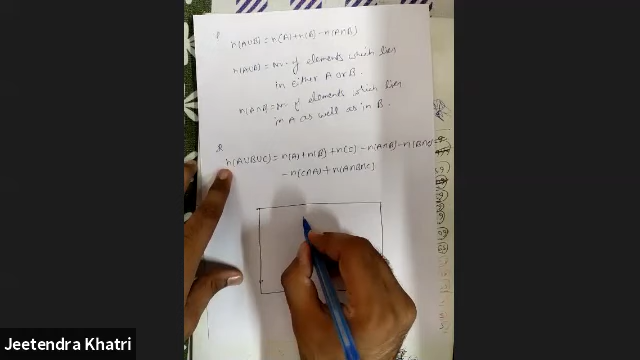 n(A∪B) = n(A) + n(B) - n(A∩B)
n(A∪B) = no. of elements which lies
in either A or B.
n(A∩B) = no. of elements which lies
in A as well as in B.
n(A∪B∪C) = n(A) + n(B) + n(C) - n(A∩B) - n(B∩C)
- n(C∩A) + n(A∩B∩C)
Jeetendra Khatri